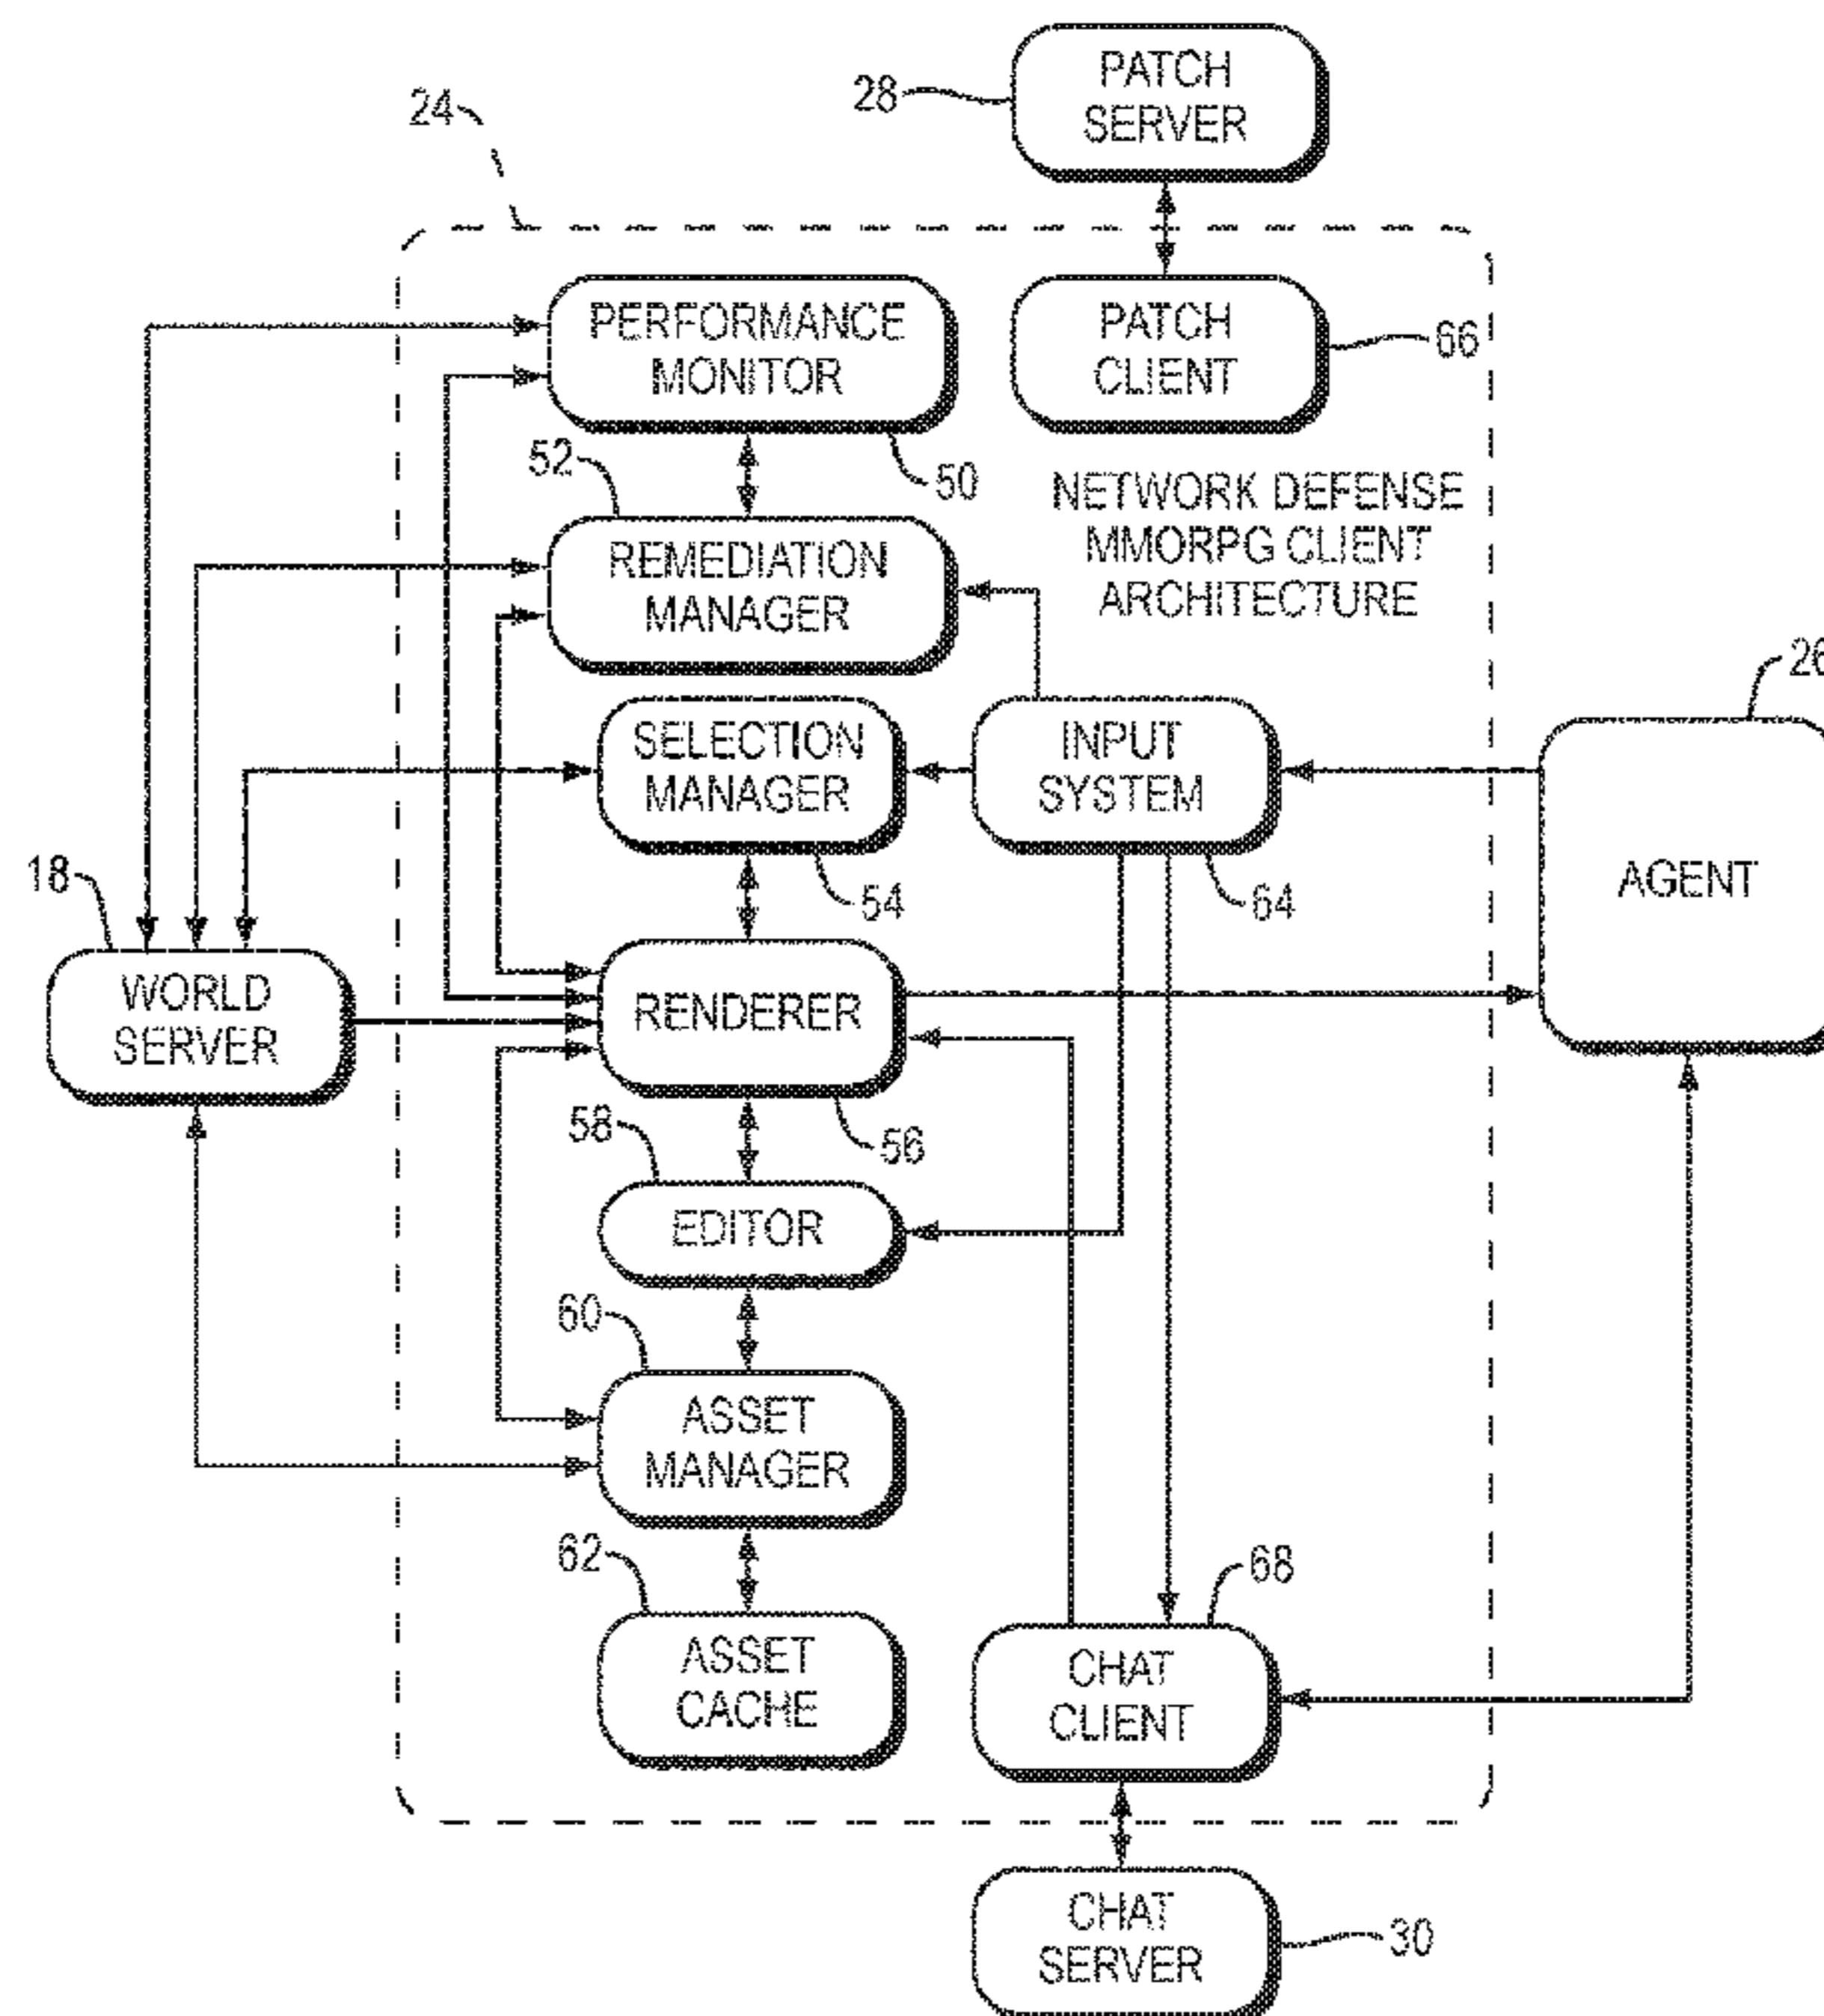 PATCH
SERVER
28
24
PERFORMANCE
MONITOR
PATCH
CLIENT
66
52
50
NETWORK DEFENSE
MMORPG CLIENT
ARCHITECTURE
REMEDIATION
MANAGER
26
SELECTION
MANAGER
INPUT
SYSTEM
AGENT
18
54
64
WORLD
SERVER
RENDERER
58
56
EDITOR
60
ASSET
MANAGER
62
68
ASSET
CACHE
CHAT
CLIENT
CHAT
SERVER
30